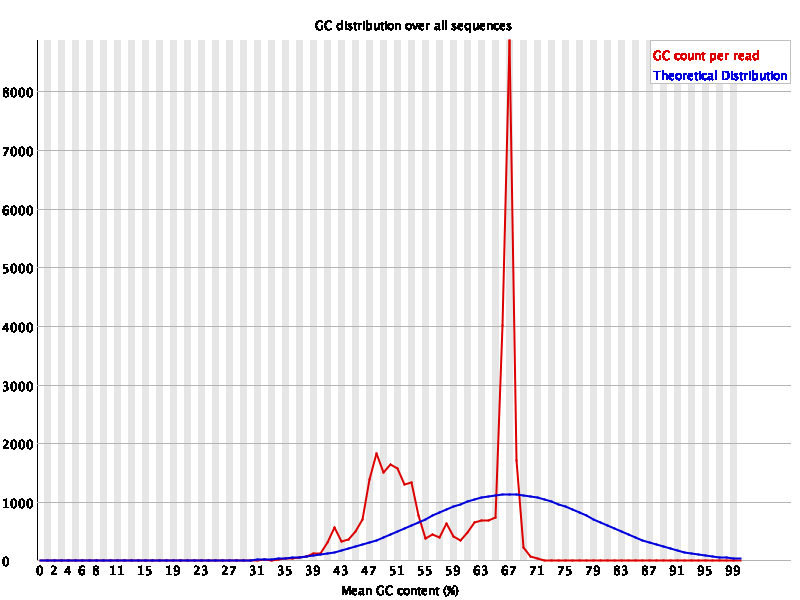 GC distribution over all sequences
GC count per read
Theoretical Distribution
8000
7000
6000
5000
4000
3000
2000
1000
0
0 2 4 6 8 11 15 19 23 27 31 35 39 43 47 51 55 59 63 67 71 75 79 83 87 91 95 99
Mean GC content (%)